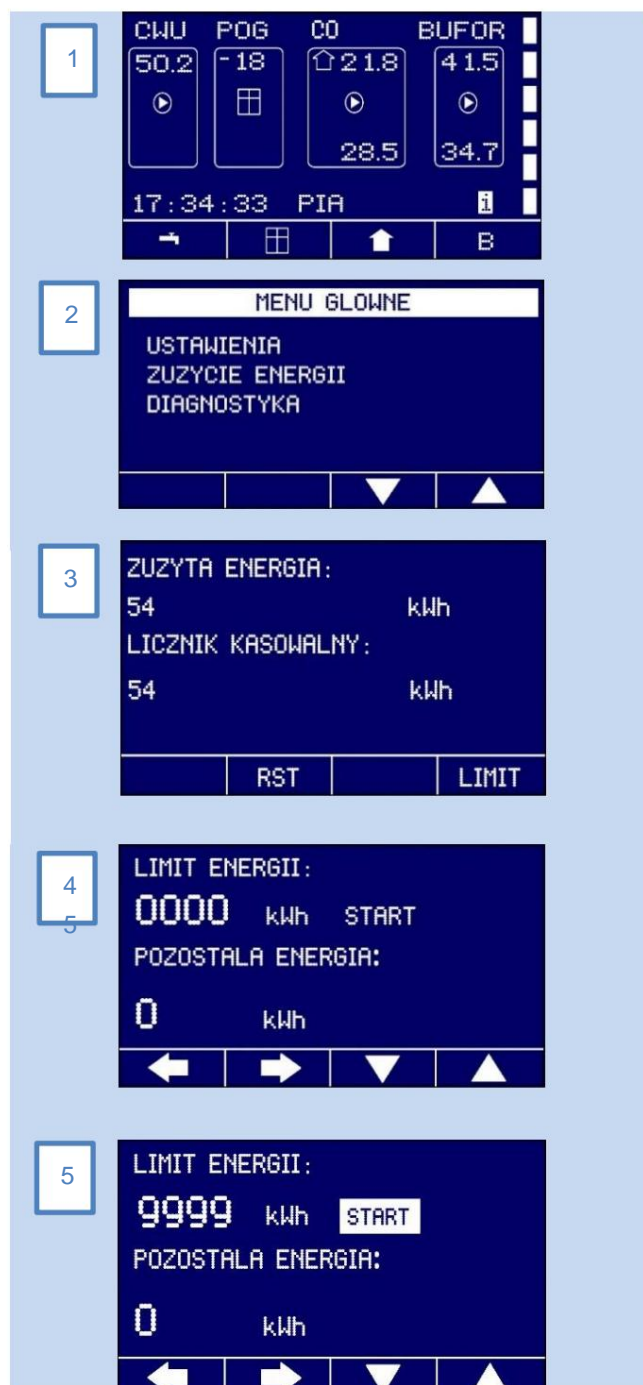 1
CWU POG CO BUFOR
50.2 -18 21.8 41.5
28.5 34.7
17:34:33 PIA i
B
2
MENU GLOWNE
USTAWIENIA
ZUZYCIE ENERGII
DIAGNOSTYKA
3
ZUZYTA ENERGIA:
54 kWh
LICZNIK KASOWALNY:
54 kWh
RST LIMIT
4
5
LIMIT ENERGII:
0000 kWh START
POZOSTALA ENERGIA:
0 kWh
5
LIMIT ENERGII:
9999 kWh START
POZOSTALA ENERGIA:
0 kWh